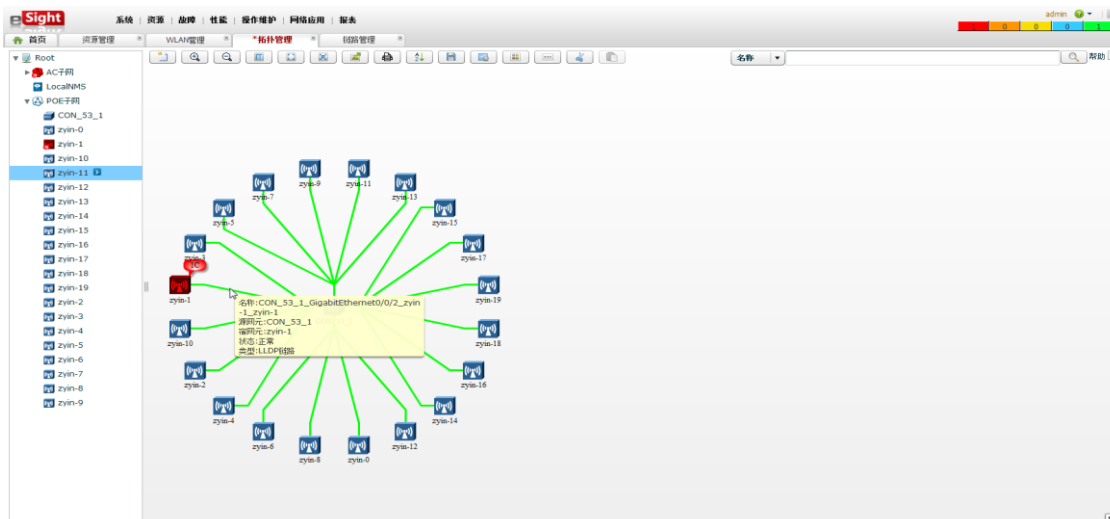 eSight
系统 | 资源 | 故障 | 性能 | 操作维护 | 网络应用 | 报表
admin
1 0 0 0 1
首页 资源管理 WLAN管理 *拓扑管理 链路管理
名称
帮助
Root
AC子网
LocalNMS
POE子网
CON_53_1
zyin-0
zyin-1
zyin-10
zyin-11
zyin-12
zyin-13
zyin-14
zyin-15
zyin-16
zyin-17
zyin-18
zyin-19
zyin-2
zyin-3
zyin-4
zyin-5
zyin-6
zyin-7
zyin-8
zyin-9
zyin-9
zyin-11
zyin-7
zyin-13
zyin-5
zyin-15
zyin-3
zyin-17
1C
zyin-1
zyin-19
名称:CON_53_1_GigabitEthernet0/0/2_zyin
-1_zyin-1
源网元:CON_53_1
宿网元:zyin-1
状态:正常
类型:LLDP链路
zyin-10
zyin-18
zyin-2
zyin-16
zyin-4
zyin-14
zyin-6
zyin-8
zyin-0
zyin-12